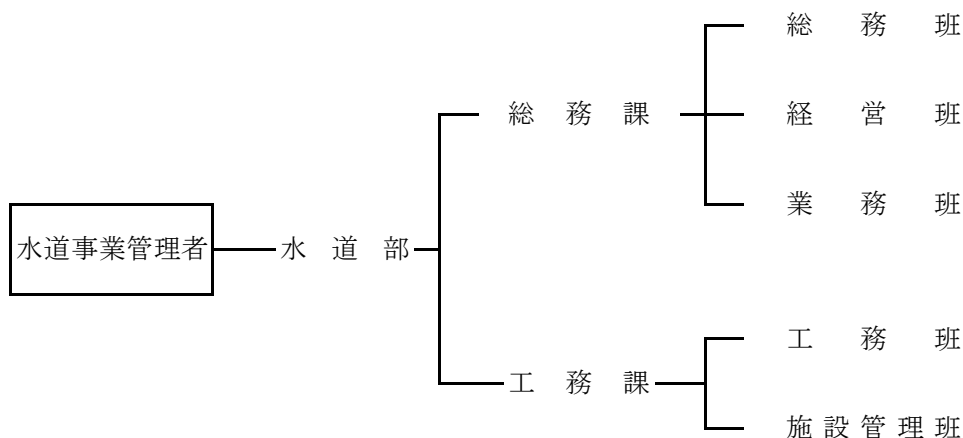 総務班
総務課
経営班
業務班
水道事業管理者
水道部
工務班
工務課
施設管理班